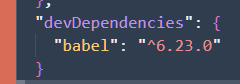 },
"devDependencies": {
"babel": "^6.23.0"
}